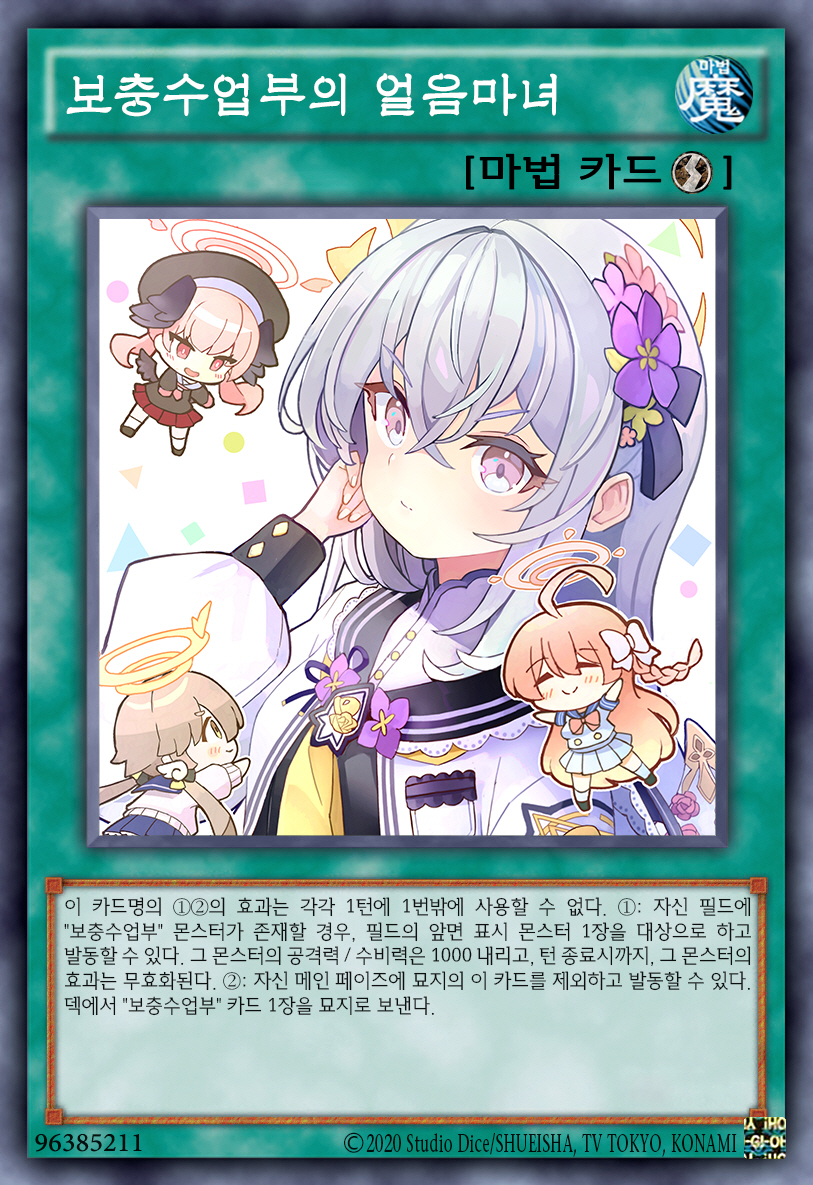 보충수업부의 얼음마녀
마법
魔
[마법 카드]
이 카드명의 ①②의 효과는 각각 1턴에 1번밖에 사용할 수 없다. ①: 자신 필드에
"보충수업부" 몬스터가 존재할 경우, 필드의 앞면 표시 몬스터 1장을 대상으로 하고
발동할 수 있다. 그 몬스터의 공격력 / 수비력은 1000 내리고, 턴 종료시까지, 그 몬스터의
효과는 무효화된다. ②: 자신 메인 페이즈에 묘지의 이 카드를 제외하고 발동할 수 있다.
덱에서 "보충수업부" 카드 1장을 묘지로 보낸다.
96385211
©2020 Studio Dice/SHUEISHA, TV TOKYO, KONAMI